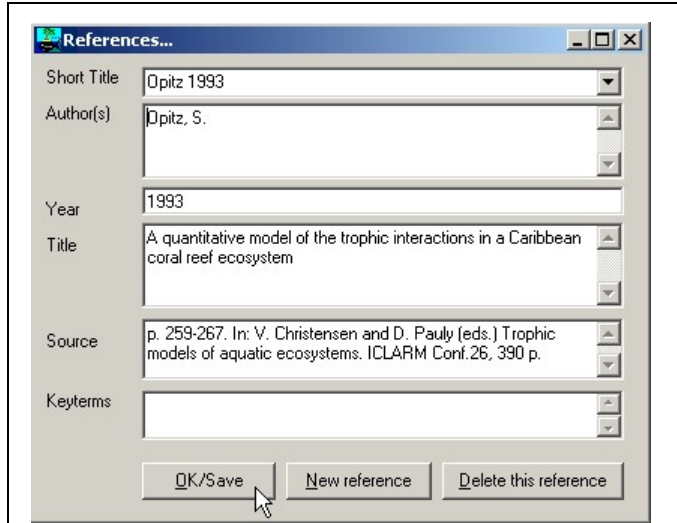 References...
Short Title
Opitz 1993
Author(s)
Opitz, S.
Year
1993
Title
A quantitative model of the trophic interactions in a Caribbean
coral reef ecosystem
Source
p. 259-267. In: V. Christensen and D. Pauly (eds.) Trophic
models of aquatic ecosystems. ICLARM Conf.26, 390 p.
Keyterms
OK/Save
New reference
Delete this reference